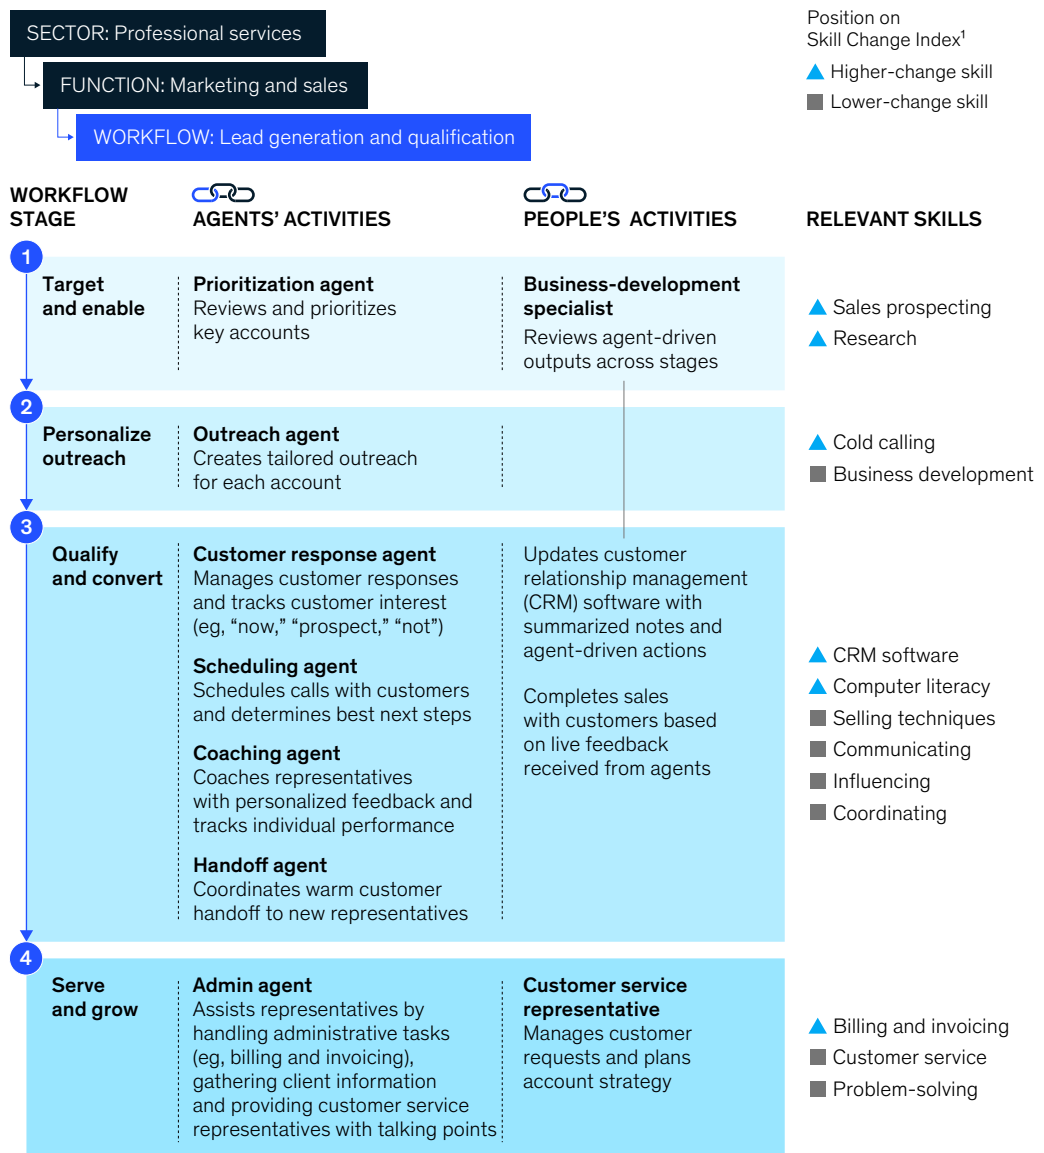 SECTOR: Professional services
FUNCTION: Marketing and sales
WORKFLOW: Lead generation and qualification
Position on
Skill Change Index¹
Higher-change skill
Lower-change skill
WORKFLOW
STAGE
AGENTS’ ACTIVITIES
PEOPLE’S ACTIVITIES
RELEVANT SKILLS
1
Target
and enable
Prioritization agent
Reviews and prioritizes
key accounts
Business-development
specialist
Reviews agent-driven
outputs across stages
Sales prospecting
Research
2
Personalize
outreach
Outreach agent
Creates tailored outreach
for each account
Cold calling
Business development
3
Qualify
and convert
Customer response agent
Manages customer responses
and tracks customer interest
(eg, “now,” “prospect,” “not”)
Scheduling agent
Schedules calls with customers
and determines best next steps
Coaching agent
Coaches representatives
with personalized feedback and
tracks individual performance
Handoff agent
Coordinates warm customer
handoff to new representatives
Updates customer
relationship management
(CRM) software with
summarized notes and
agent-driven actions
Completes sales
with customers based
on live feedback
received from agents
CRM software
Computer literacy
Selling techniques
Communicating
Influencing
Coordinating
4
Serve
and grow
Admin agent
Assists representatives by
handling administrative tasks
(eg, billing and invoicing),
gathering client information
and providing customer service
representatives with talking points
Customer service
representative
Manages customer
requests and plans
account strategy
Billing and invoicing
Customer service
Problem-solving